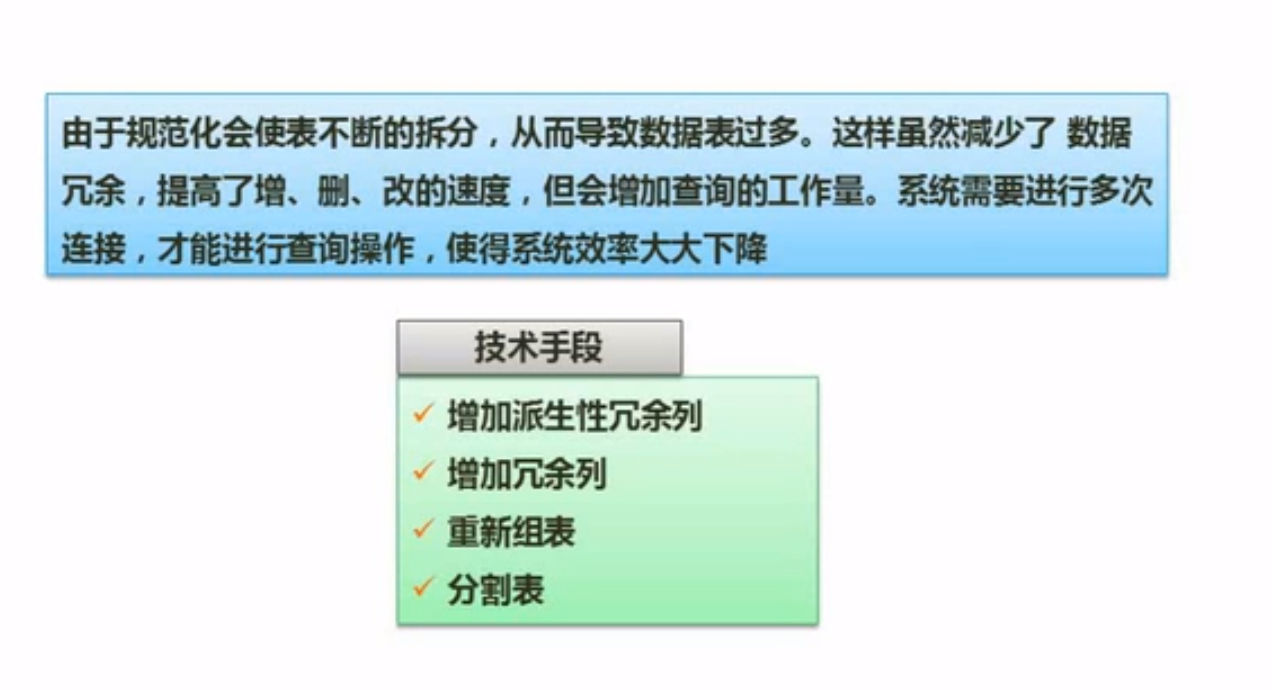 由于规范化会使表不断的拆分，从而导致数据表过多。这样虽然减少了 数据
冗余，提高了增、删、改的速度，但会增加查询的工作量。系统需要进行多次
连接，才能进行查询操作，使得系统效率大大下降
技术手段
✓ 增加派生性冗余列
✓ 增加冗余列
✓ 重新组表
✓ 分割表